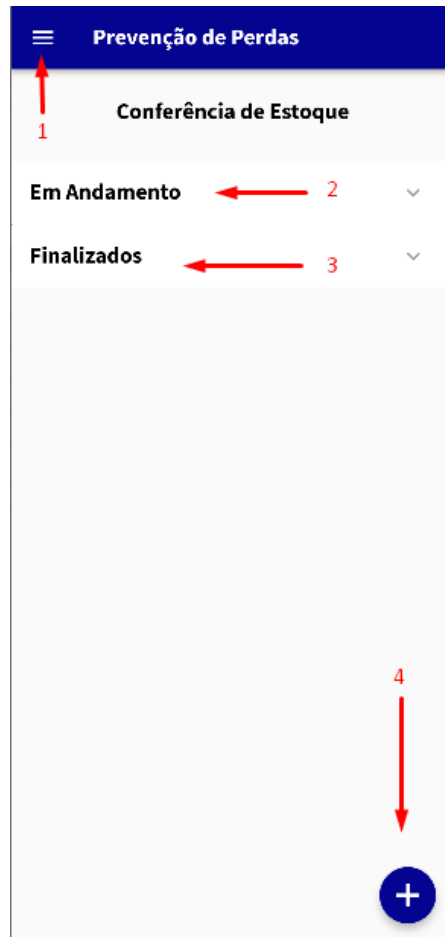 Prevenção de Perdas
1
Conferência de Estoque
Em Andamento 2
Finalizados 3
4
+